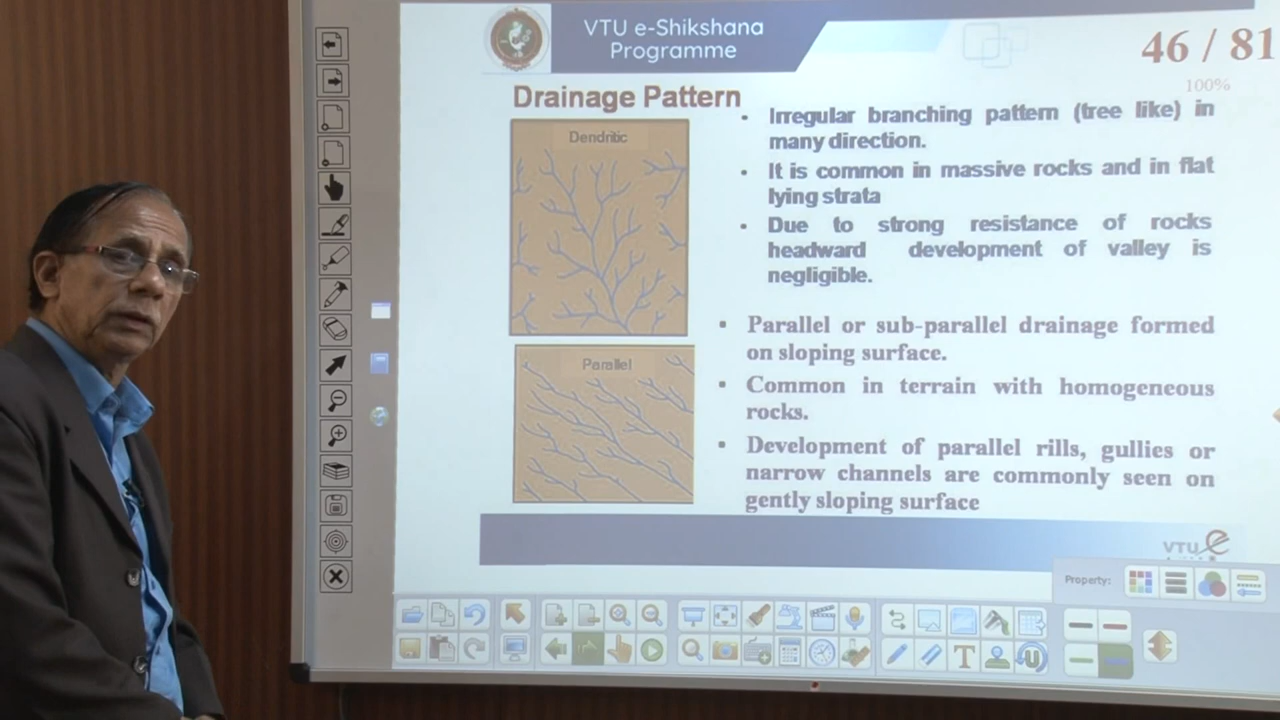 VTU e-Shikshana
Programme
46 / 81
100%
Drainage Pattern
Dendritic
• Irregular branching pattern (tree like) in
many direction.
• It is common in massive rocks and in flat
lying strata
• Due to strong resistance of rocks
headward development of valley is
negligible.
Parallel
• Parallel or sub-parallel drainage formed
on sloping surface.
• Common in terrain with homogeneous
rocks.
• Development of parallel rills, gullies or
narrow channels are commonly seen on
gently sloping surface
VTU e
Property:
T